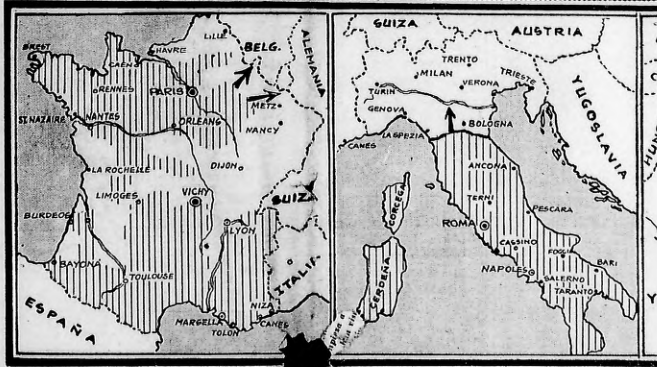 LILLE
HAVRE
BELG.
ALEMANIA
BREST
CAEN
RENNES
PARIS
METZ
NANCY
ST. NAZAIRE
NANTES
ORLEANS
DIJON
LA ROCHELLE
LIMOGES
VICHY
SUIZA
BURDEOS
LYON
ITALIA
BAYONA
TOULOUSE
NIZA
MARSELLA
CANES
TOLON
ESPAÑA
SUIZA
AUSTRIA
TRENTO
MILAN
VERONA
TRIESTE
TURIN
GENOVA
BOLOGNA
YUGOSLAVIA
HUN
CANES
LA SPEZIA
ANCONA
CORCEGA
TERNI
PESCARA
ROMA
CASSINO
FOGGIA
BARI
CERDEÑA
NAPOLES
SALERNO
TARANTO
Y